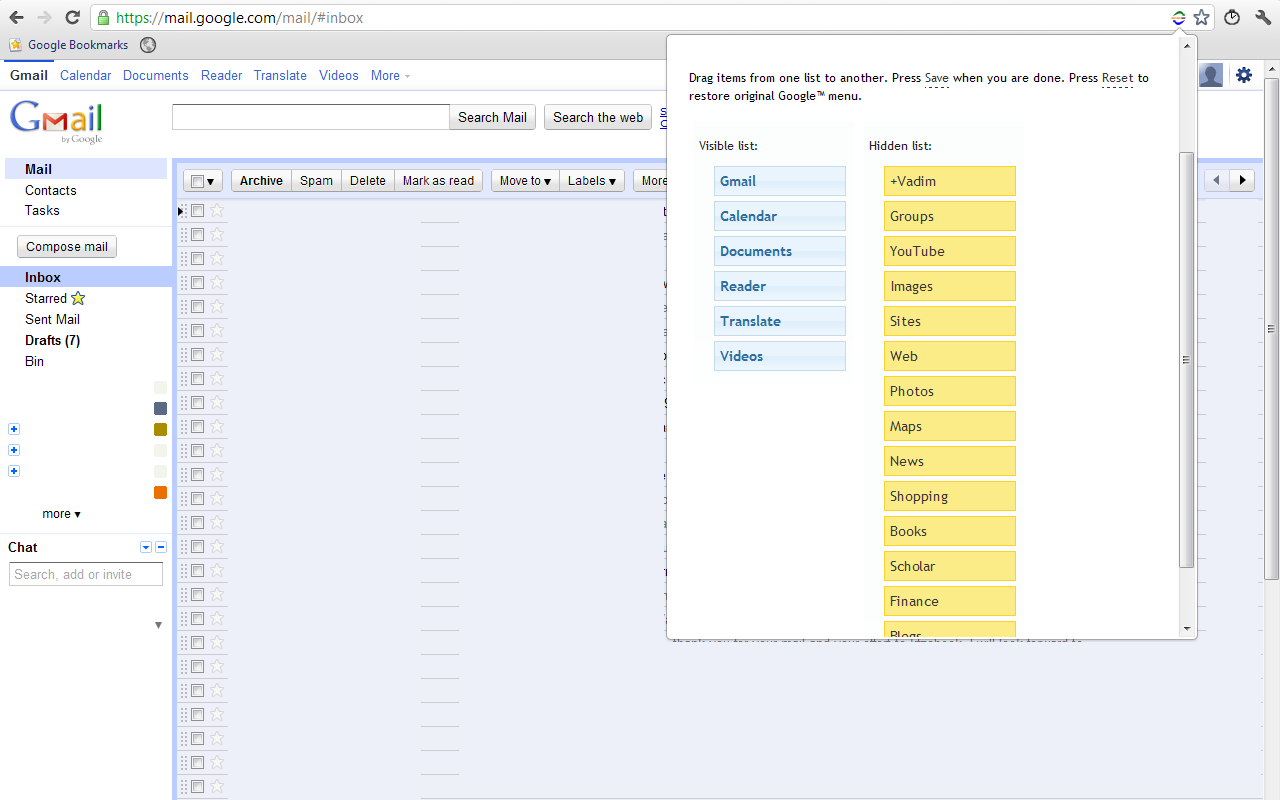 https://mail.google.com/mail/#inbox
Google Bookmarks
Gmail Calendar Documents Reader Translate Videos More
Gmail
by Google
Search Mail Search the web
Drag items from one list to another. Press Save when you are done. Press Reset to
restore original Google™ menu.
Visible list:
Gmail
Calendar
Documents
Reader
Translate
Videos
Hidden list:
+Vadim
Groups
YouTube
Images
Sites
Web
Photos
Maps
News
Shopping
Books
Scholar
Finance
Blogs
Mail
Contacts
Tasks
Compose mail
Inbox
Starred
Sent Mail
Drafts (7)
Bin
more
Chat
Search, add or invite
Archive Spam Delete Mark as read Move to Labels More